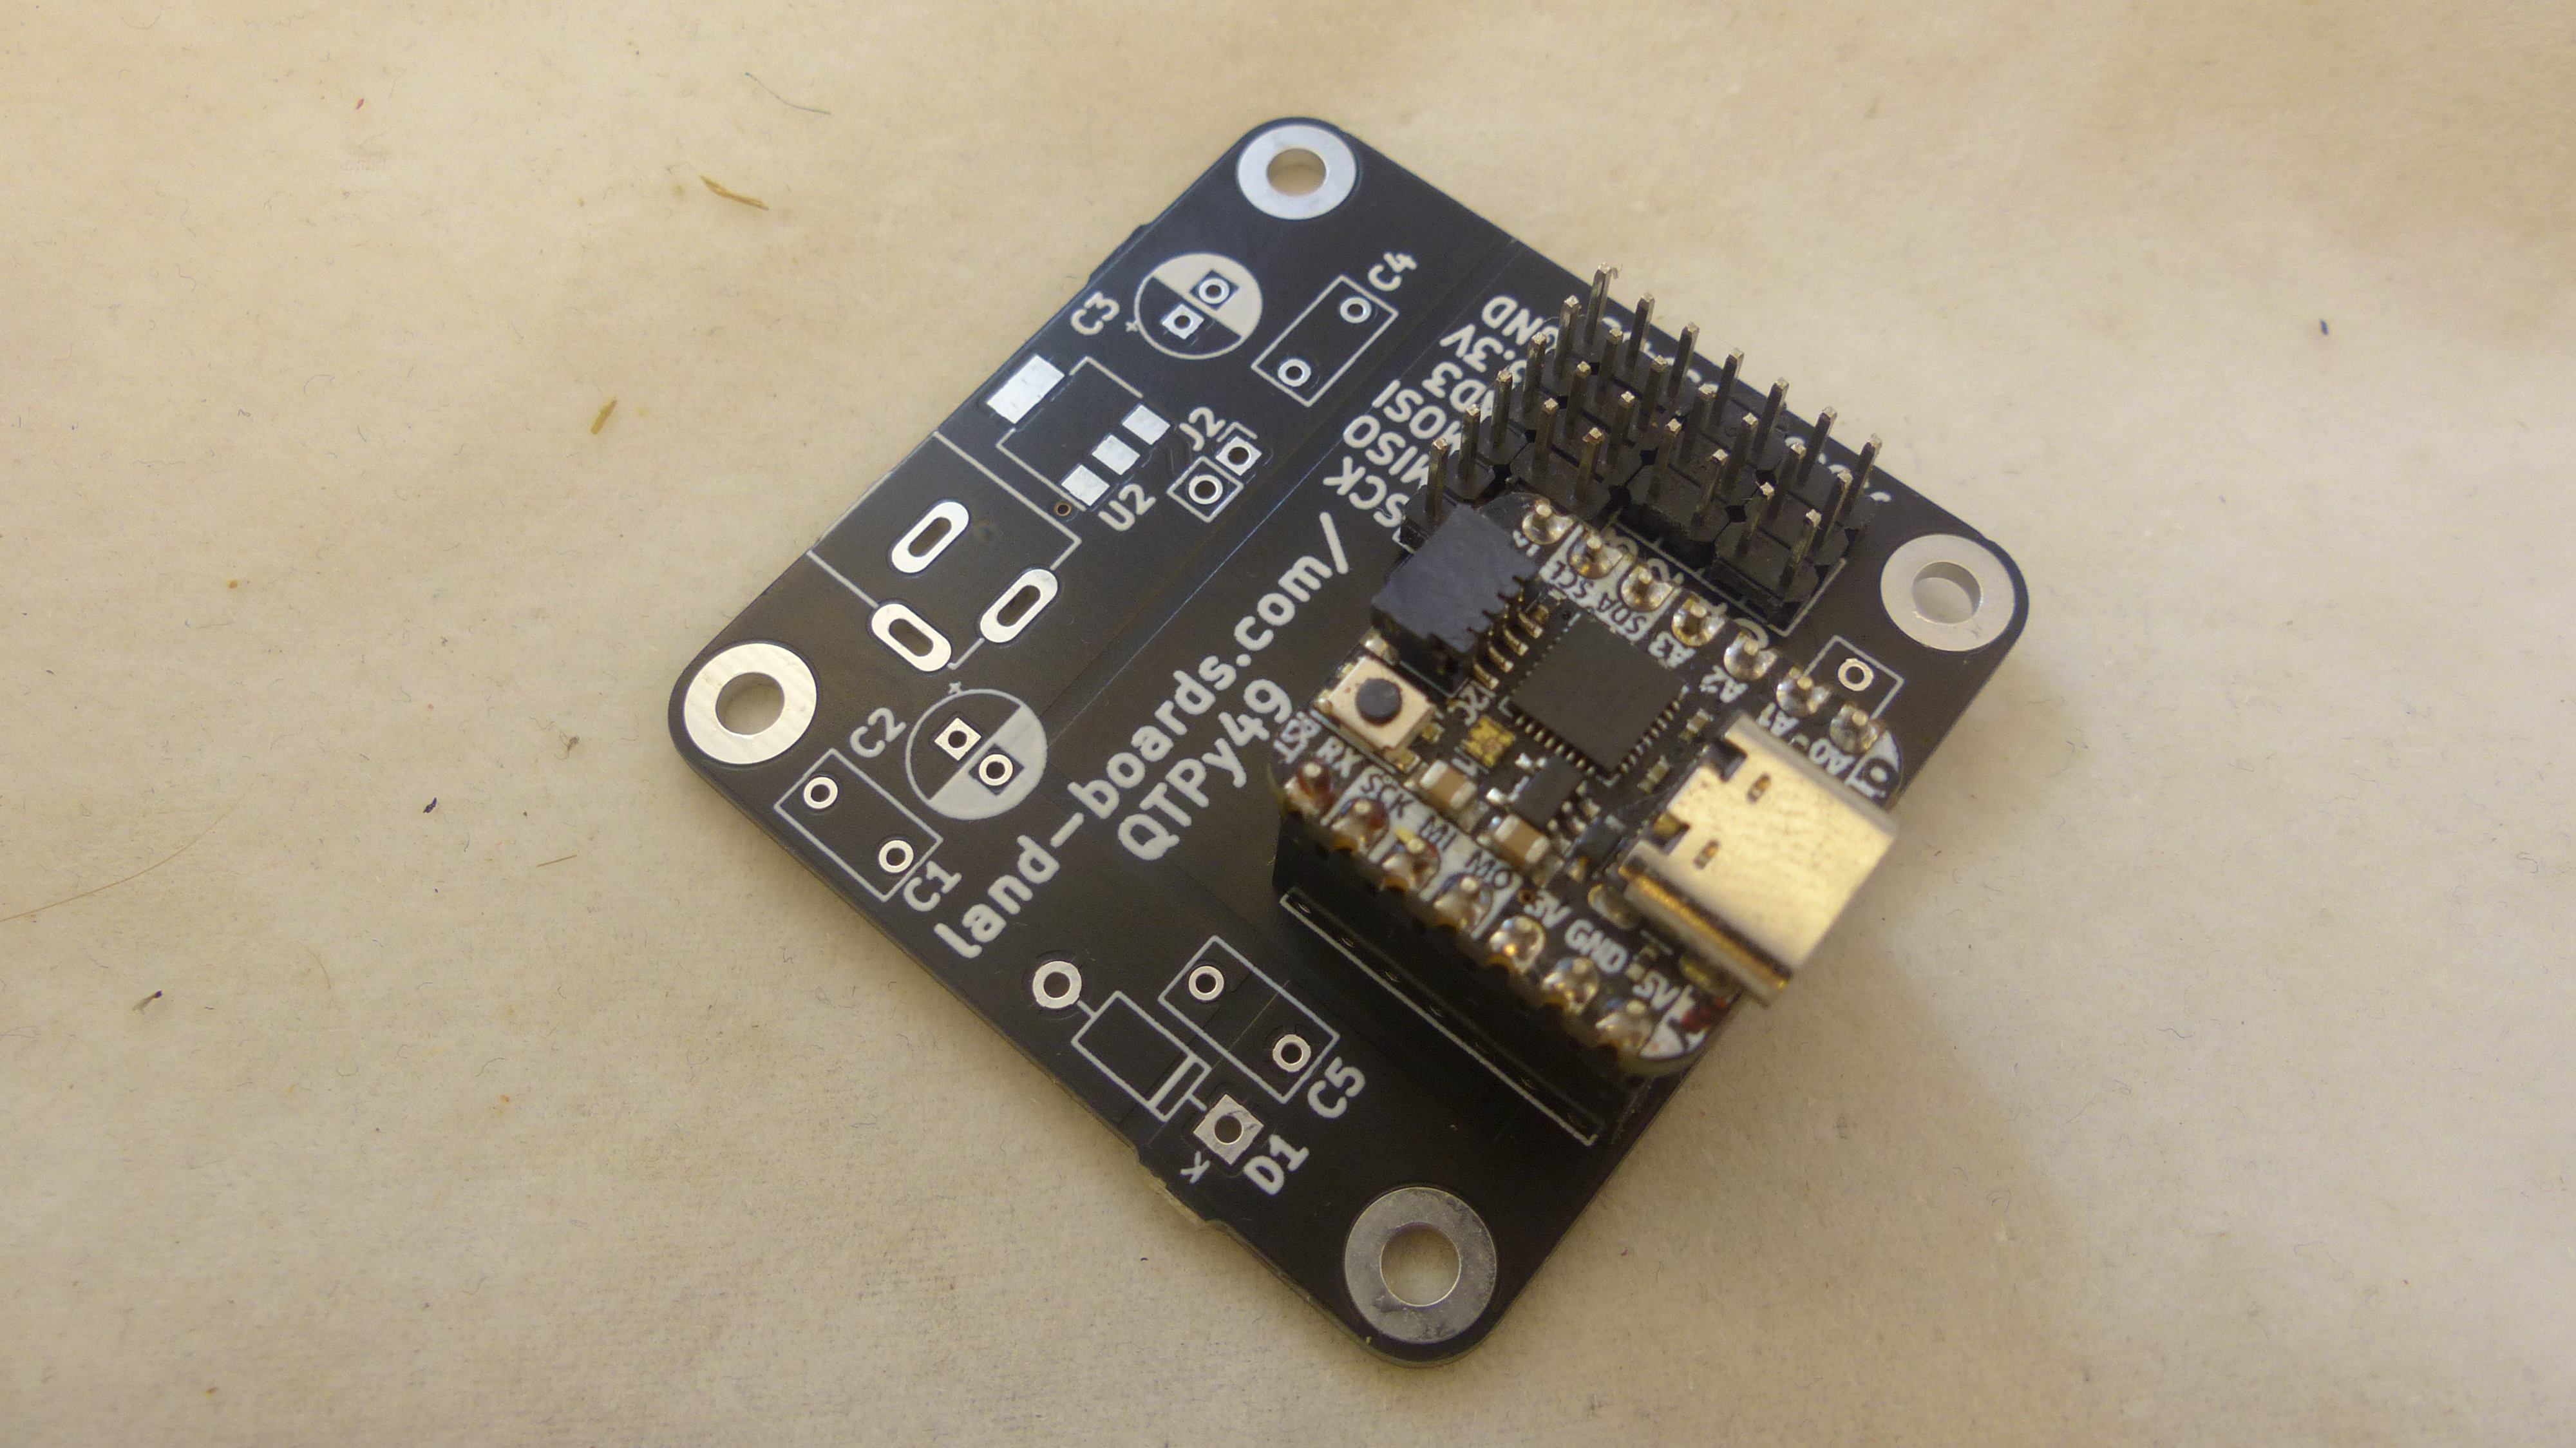 C3
C4
U2
J2
GND
3.3V
MOSI
MISO
SCK
C2
C1
land-boards.com/
QTPy49
C5
D1
K
SCL
SDA
A3
A2
A1
A0
I2C
RX
SCK
MI
MO
3V
GND
5V